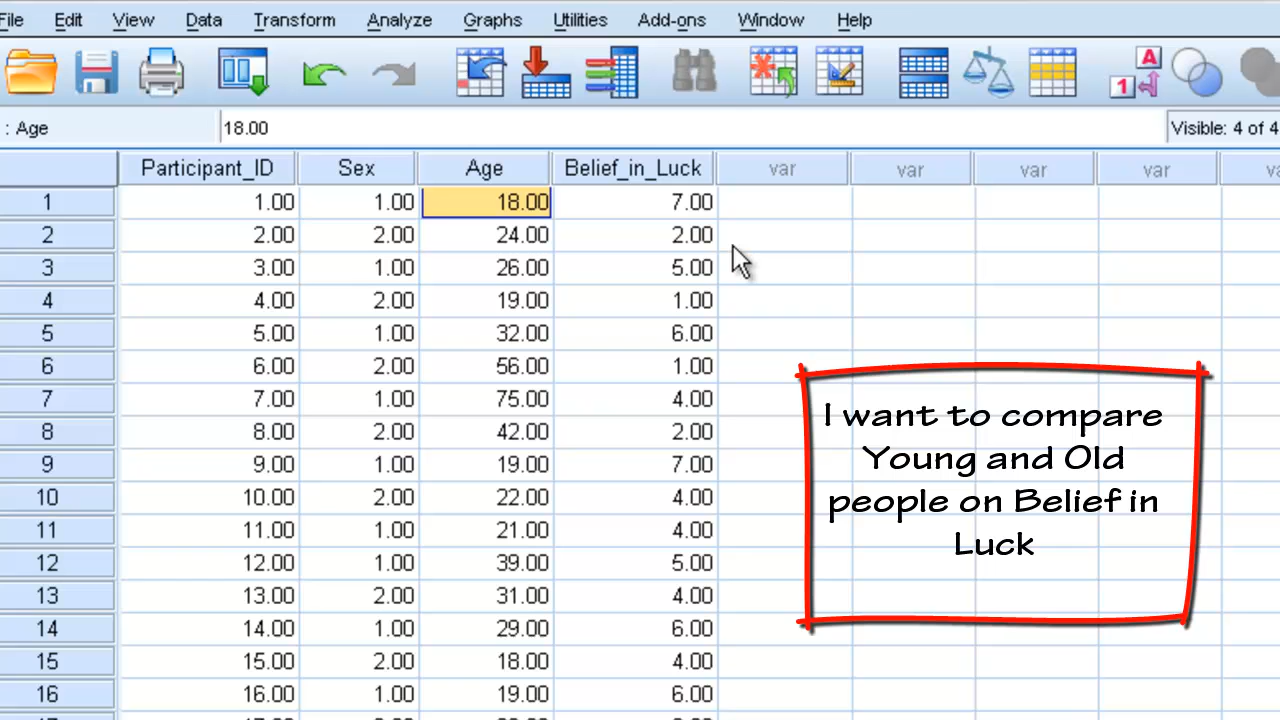 File Edit View Data Transform Analyze Graphs Utilities Add-ons Window Help
A
1
: Age 18.00 Visible: 4 of 4
Participant_ID Sex Age Belief_in_Luck var var var var
1 1.00 1.00 18.00 7.00
2 2.00 2.00 24.00 2.00
3 3.00 1.00 26.00 5.00
4 4.00 2.00 19.00 1.00
5 5.00 1.00 32.00 6.00
6 6.00 2.00 56.00 1.00
7 7.00 1.00 75.00 4.00
8 8.00 2.00 42.00 2.00
9 9.00 1.00 19.00 7.00
10 10.00 2.00 22.00 4.00
11 11.00 1.00 21.00 4.00
12 12.00 1.00 39.00 5.00
13 13.00 2.00 31.00 4.00
14 14.00 1.00 29.00 6.00
15 15.00 2.00 18.00 4.00
16 16.00 1.00 19.00 6.00
I want to compare
Young and Old
people on Belief in
Luck